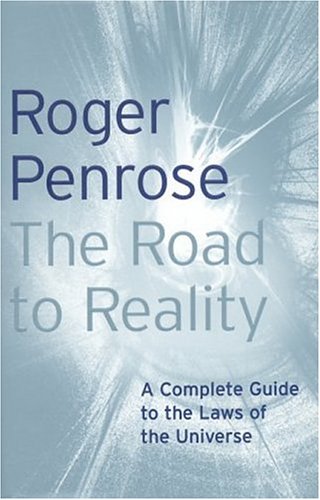 Roger
Penrose
The Road
to Reality
A Complete Guide
to the Laws of
the Universe